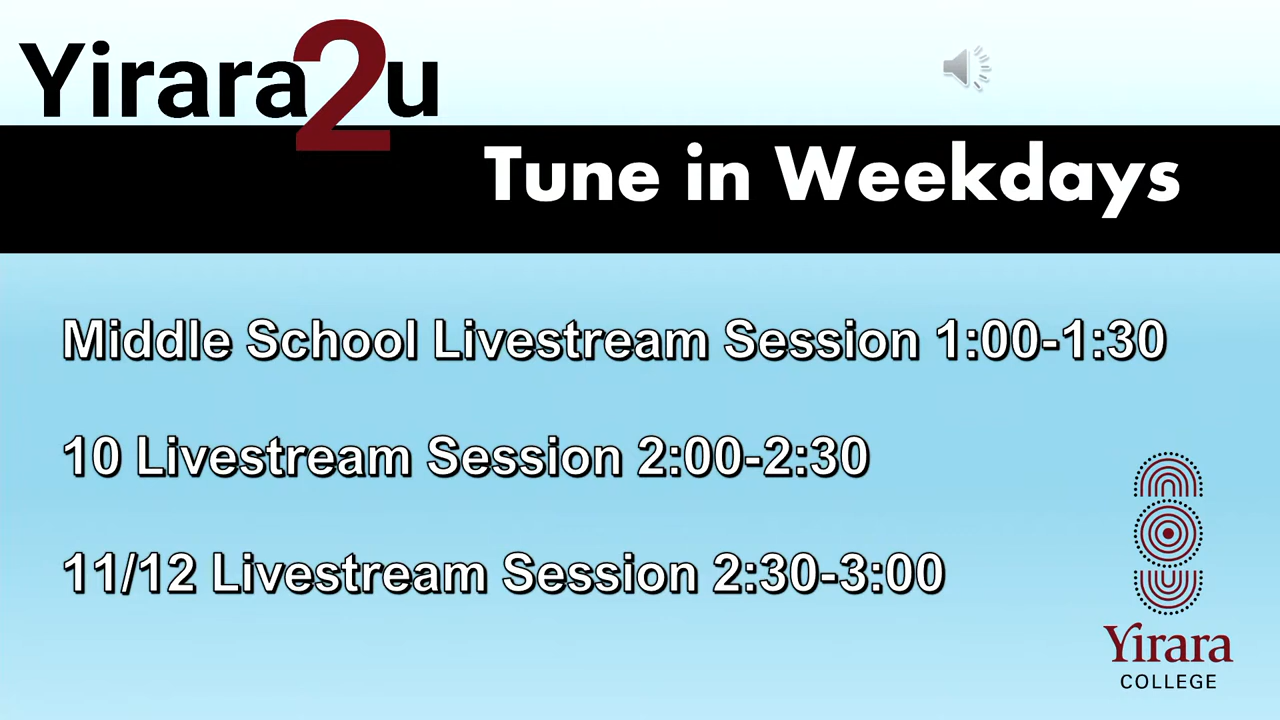 Yirara2u
Tune in Weekdays
Middle School Livestream Session 1:00-1:30
10 Livestream Session 2:00-2:30
11/12 Livestream Session 2:30-3:00
Yirara
COLLEGE